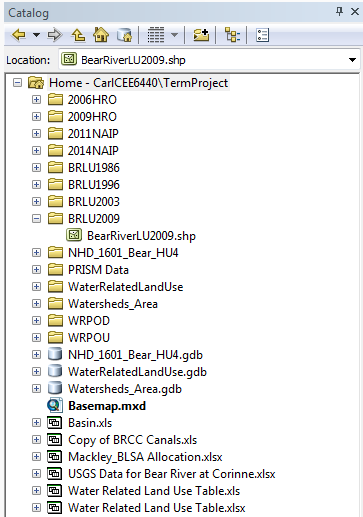 Catalog
Location: BearRiverLU2009.shp
Home - CarlCEE6440\TermProject
2006HRO
2009HRO
2011NAIP
2014NAIP
BRLU1986
BRLU1996
BRLU2003
BRLU2009
BearRiverLU2009.shp
NHD_1601_Bear_HU4
PRISM Data
WaterRelatedLandUse
Watersheds_Area
WRPOD
WRPOU
NHD_1601_Bear_HU4.gdb
WaterRelatedLandUse.gdb
Watersheds_Area.gdb
Basemap.mxd
Basin.xls
Copy of BRCC Canals.xls
Mackley_BLSA Allocation.xlsx
USGS Data for Bear River at Corinne.xlsx
Water Related Land Use Table.xls
Water Related Land Use Table.xlsx